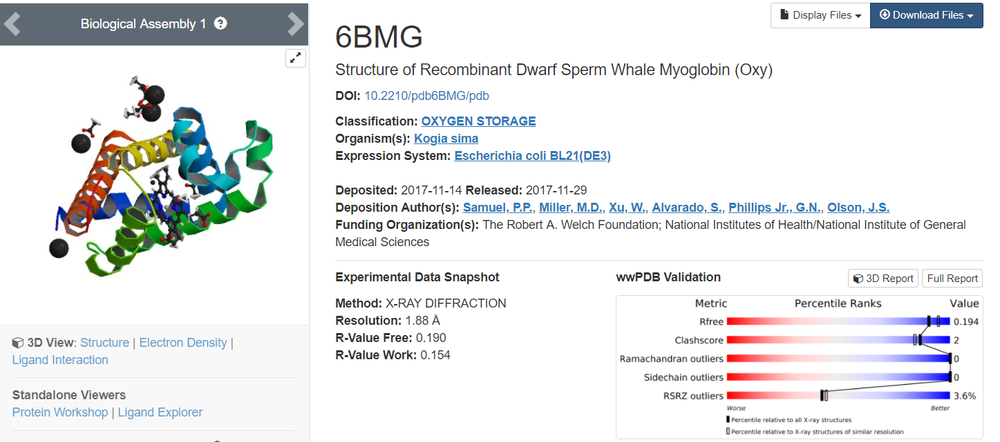 Biological Assembly 1 ?
Display Files
Download Files
6BMG
Structure of Recombinant Dwarf Sperm Whale Myoglobin (Oxy)
DOI: 10.2210/pdb6BMG/pdb
Classification: OXYGEN STORAGE
Organism(s): Kogia sima
Expression System: Escherichia coli BL21(DE3)
Deposited: 2017-11-14 Released: 2017-11-29
Deposition Author(s): Samuel, P.P., Miller, M.D., Xu, W., Alvarado, S., Phillips Jr., G.N., Olson, J.S.
Funding Organization(s): The Robert A. Welch Foundation; National Institutes of Health/National Institute of General
Medical Sciences
3D View: Structure | Electron Density |
Ligand Interaction
Standalone Viewers
Protein Workshop | Ligand Explorer
Experimental Data Snapshot
Method: X-RAY DIFFRACTION
Resolution: 1.88 Å
R-Value Free: 0.190
R-Value Work: 0.154
wwPDB Validation
3D Report
Full Report
Metric Percentile Ranks Value
Rfree 0.194
Clashscore 2
Ramachandran outliers 0
Sidechain outliers 0
RSRZ outliers 3.6%
Worse Better
Percentile relative to all X-ray structures
Percentile relative to X-ray structures of similar resolution